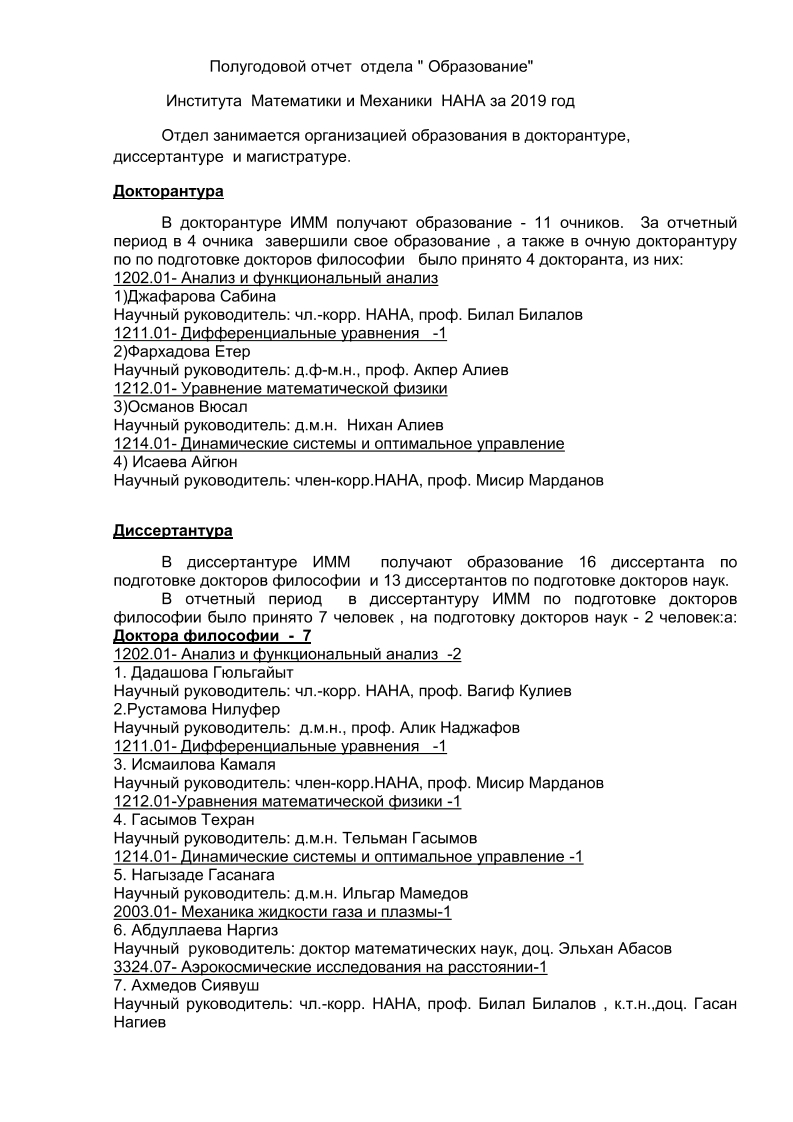 Полугодовой отчет отдела " Образование"
Института Математики и Механики НАНА за 2019 год
Отдел занимается организацией образования в докторантуре,
диссертантуре и магистратуре.
Докторантура
В докторантуре ИММ получают образование - 11 очников. За отчетный
период в 4 очника завершили свое образование , а также в очную докторантуру
по по подготовке докторов философии было принято 4 докторанта, из них:
1202.01- Анализ и функциональный анализ
1)Джафарова Сабина
Научный руководитель: чл.-корр. НАНА, проф. Билал Билалов
1211.01- Дифференциальные уравнения -1
2)Фархадова Етер
Научный руководитель: д.ф-м.н., проф. Акпер Алиев
1212.01- Уравнение математической физики
3)Османов Вюсал
Научный руководитель: д.м.н. Нихан Алиев
1214.01- Динамические системы и оптимальное управление
4) Исаева Айгюн
Научный руководитель: член-корр.НАНА, проф. Мисир Марданов
Диссертантура
В диссертантуре ИММ получают образование 16 диссертанта по
подготовке докторов философии и 13 диссертантов по подготовке докторов наук.
В отчетный период в диссертантуру ИММ по подготовке докторов
философии было принято 7 человек , на подготовку докторов наук - 2 человек:а:
Доктора философии - 7
1202.01- Анализ и функциональный анализ -2
1. Дадашова Гюльгайыт
Научный руководитель: чл.-корр. НАНА, проф. Вагиф Кулиев
2.Рустамова Нилуфер
Научный руководитель: д.м.н., проф. Алик Наджафов
1211.01- Дифференциальные уравнения -1
3. Исмаилова Камаля
Научный руководитель: член-корр.НАНА, проф. Мисир Марданов
1212.01-Уравнения математической физики -1
4. Гасымов Техран
Научный руководитель: д.м.н. Тельман Гасымов
1214.01- Динамические системы и оптимальное управление -1
5. Нагызаде Гасанага
Научный руководитель: д.м.н. Ильгар Мамедов
2003.01- Механика жидкости газа и плазмы-1
6. Абдуллаева Наргиз
Научный руководитель: доктор математических наук, доц. Эльхан Абасов
3324.07- Аэрокосмические исследования на расстоянии-1
7. Ахмедов Сиявуш
Научный руководитель: чл.-корр. НАНА, проф. Билал Билалов , к.т.н.,доц. Гасан
Нагиев